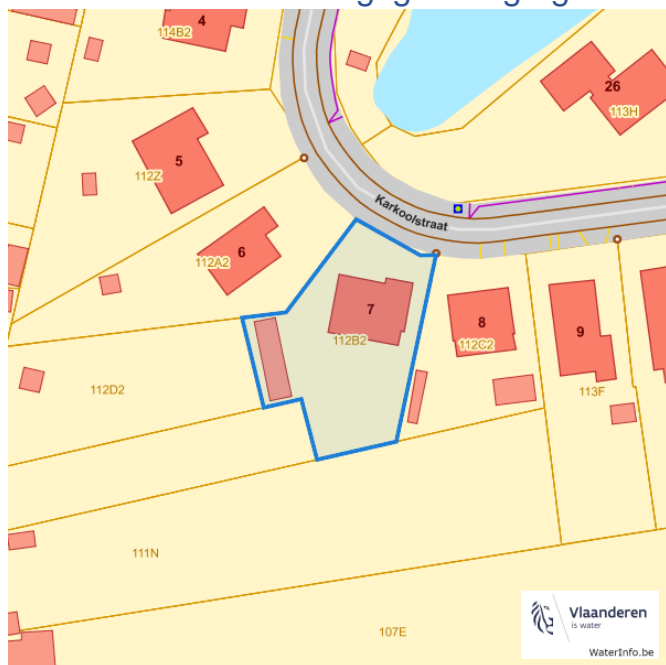 4
114B2
26
113H
5
112Z
Karkoolstraat
6
112A2
7
112B2
8
112C2
9
113F
112D2
111N
107E
Vlaanderen
is water
WaterInfo.be